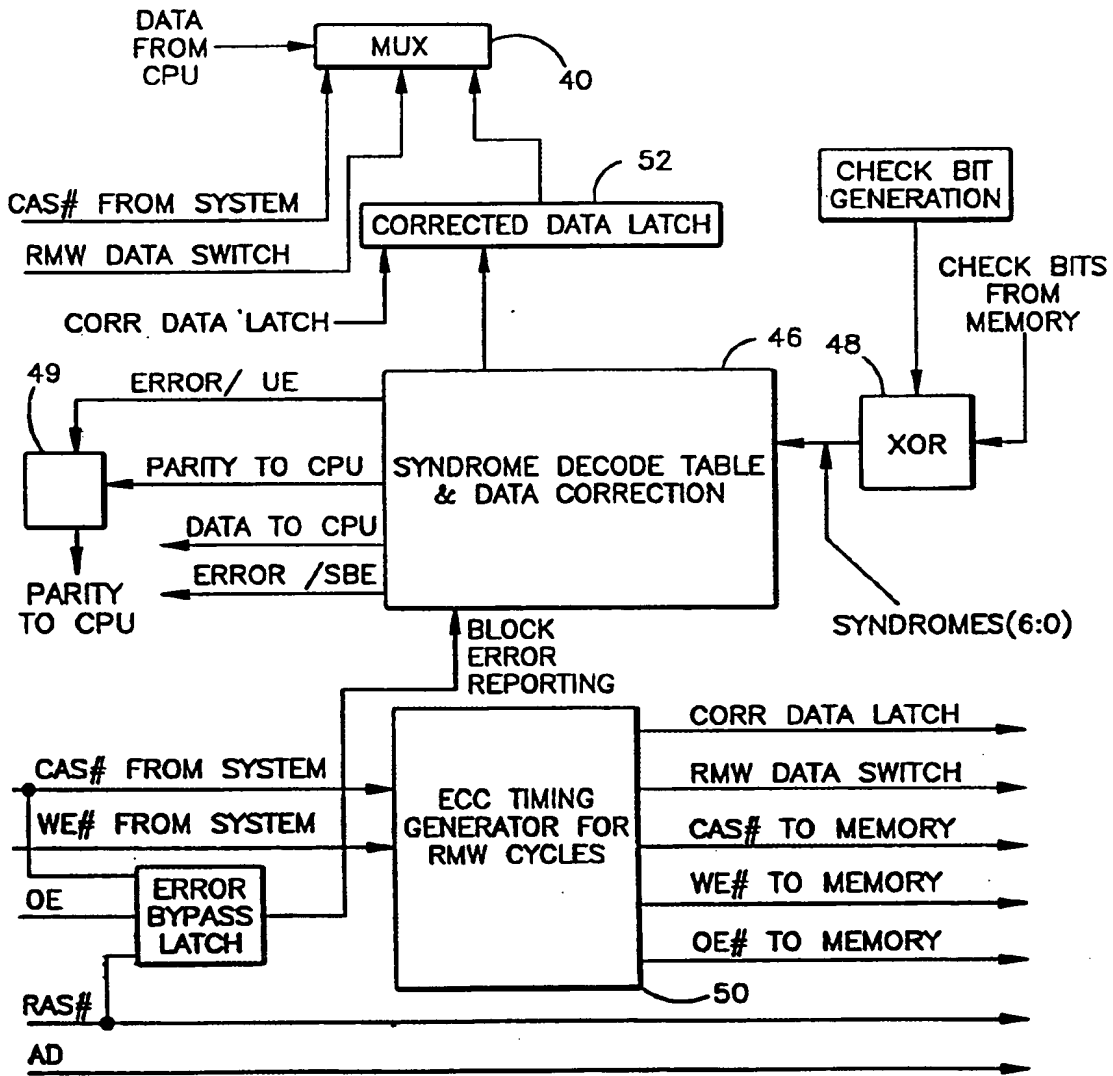 DATA
FROM
CPU
MUX
40
CAS# FROM SYSTEM
RMW DATA SWITCH
52
CORRECTED DATA LATCH
CHECK BIT
GENERATION
CORR DATA LATCH
CHECK BITS
FROM
MEMORY
46
48
49
ERROR/ UE
XOR
PARITY TO CPU
SYNDROME DECODE TABLE
& DATA CORRECTION
DATA TO CPU
ERROR /SBE
PARITY
TO CPU
SYNDROMES(6:0)
BLOCK
ERROR
REPORTING
CAS# FROM SYSTEM
WE# FROM SYSTEM
ECC TIMING
GENERATOR FOR
RMW CYCLES
CORR DATA LATCH
RMW DATA SWITCH
CAS# TO MEMORY
WE# TO MEMORY
OE# TO MEMORY
OE
ERROR
BYPASS
LATCH
50
RAS#
AD